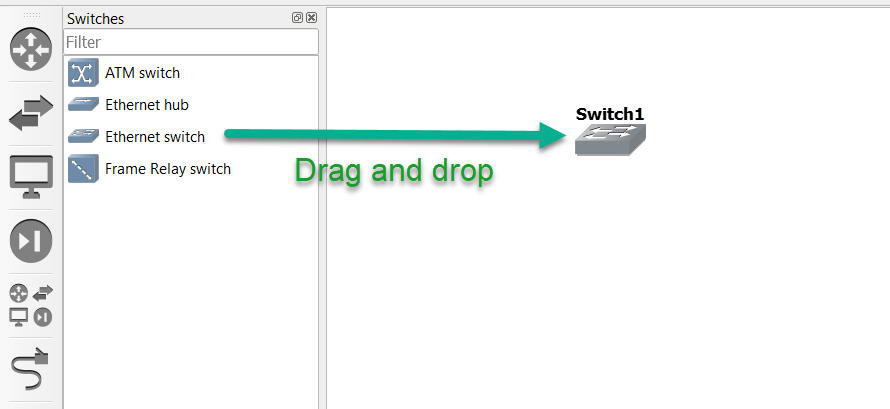 Switches
Filter
ATM switch
Ethernet hub
Ethernet switch
Frame Relay switch
Drag and drop
Switch1